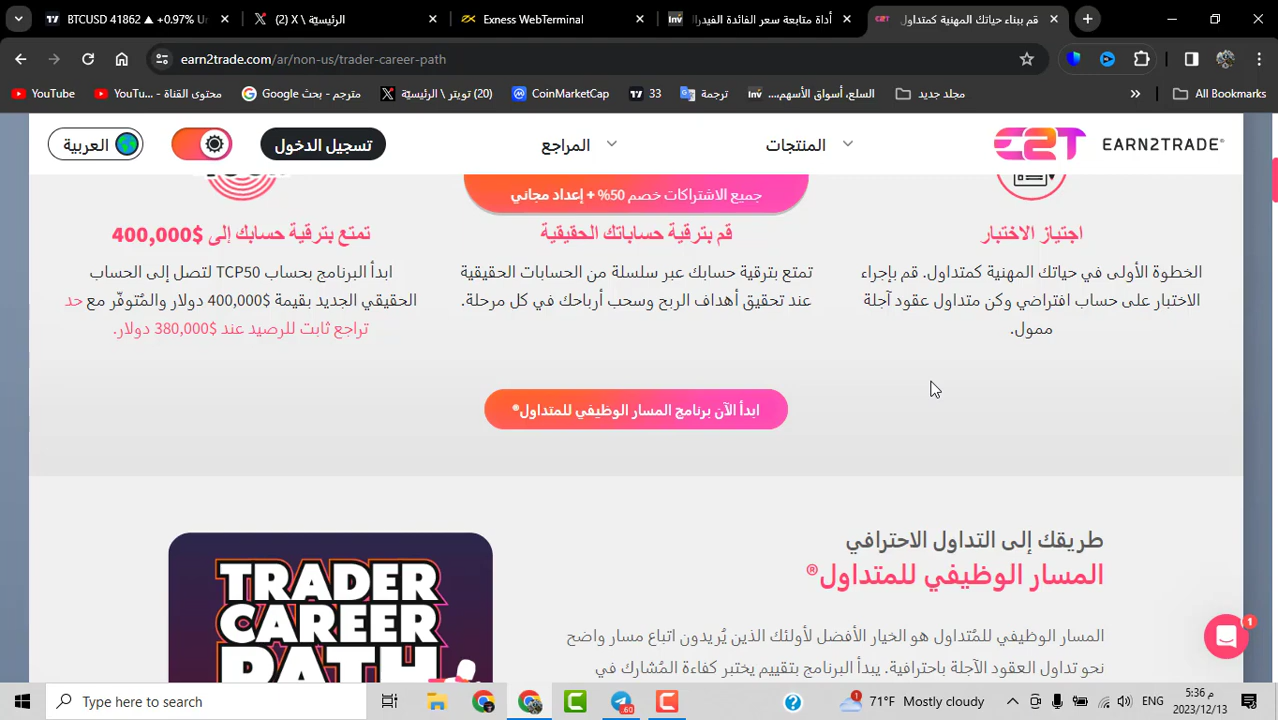 BTCUSD 41862 ▲ +0.97% U
(2) X \ الرئيسيّة
Exness WebTerminal
أداة متابعة سعر الفائدة الفيدرا
قم ببناء حياتك المهنية كمتداول
earn2trade.com/ar/non-us/trader-career-path
YouTube
محتوى القناة - YouTu...
مترجم - بحث Google
(20) تويتر \ الرئيسيّة
CoinMarketCap
33
ترجمة
السلع، أسواق الأسهم،...
مجلد جديد
»
All Bookmarks
EARN2TRADE®
المنتجات
المراجع
تسجيل الدخول
العربية
جميع الاشتراكات خصم 50% + إعداد مجاني
اجتياز الاختبار
الخطوة الأولى في حياتك المهنية كمتداول. قم بإجراء
الاختبار على حساب افتراضي وكن متداول عقود آجلة
ممول.
قم بترقية حساباتك الحقيقية
تمتع بترقية حسابك عبر سلسلة من الحسابات الحقيقية
عند تحقيق أهداف الربح وسحب أرباحك في كل مرحلة.
تمتع بترقية حسابك إلى $400,000
ابدأ البرنامج بحساب TCP50 لتصل إلى الحساب
الحقيقي الجديد بقيمة $400,000 دولار والمُتوفّر مع حد
تراجع ثابت للرصيد عند $380,000 دولار.
ابدأ الآن برنامج المسار الوظيفي للمتداول®
طريقك إلى التداول الاحترافي
المسار الوظيفي للمتداول®
المسار الوظيفي للمُتداول هو الخيار الأفضل لأولئك الذين يُريدون اتباع مسار واضح
نحو تداول العقود الآجلة باحترافية. يبدأ البرنامج بتقييم يختبر كفاءة المُشارك في
TRADER
CAREER
PATH
1
Type here to search
.60
71°F Mostly cloudy
ENG
5:36 م
2023/12/13